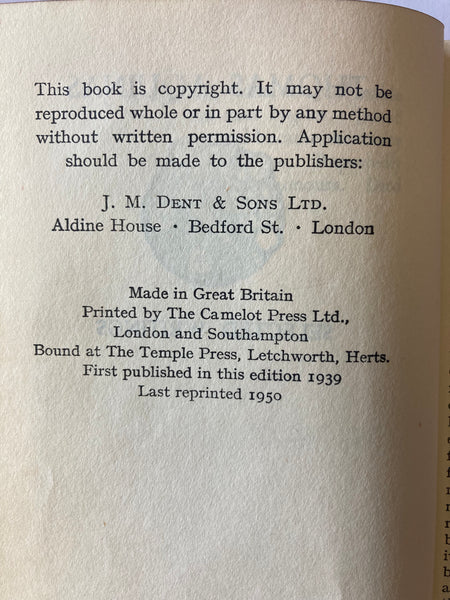 This book is copyright. It may not be
reproduced whole or in part by any method
without written permission. Application
should be made to the publishers:
J. M. DENT & SONS LTD.
Aldine House · Bedford St. · London
Made in Great Britain
Printed by The Camelot Press Ltd.,
London and Southampton
Bound at The Temple Press, Letchworth, Herts.
First published in this edition 1939
Last reprinted 1950